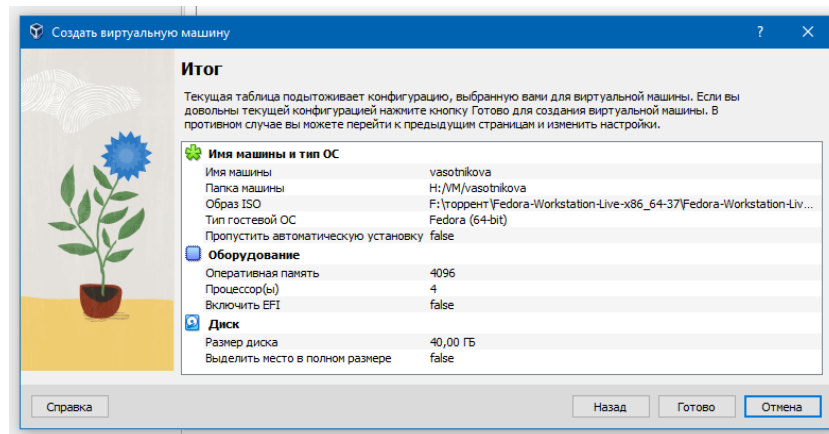 Создать виртуальную машину
Итог
Текущая таблица подытоживает конфигурацию, выбранную вами для виртуальной машины. Если вы
довольны текущей конфигурацией нажмите кнопку Готово для создания виртуальной машины. В
противном случае вы можете перейти к предыдущим страницам и изменить настройки.
Имя машины и тип ОС
Имя машины vasotnikova
Папка машины H:/VM/vasotnikova
Образ ISO F:\торрент\Fedora-Workstation-Live-x86_64-37\Fedora-Workstation-Liv...
Тип гостевой ОС Fedora (64-bit)
Пропустить автоматическую установку false
Оборудование
Оперативная память 4096
Процессор(ы) 4
Включить EFI false
Диск
Размер диска 40,00 ГБ
Выделить место в полном размере false
Справка Назад Готово Отмена